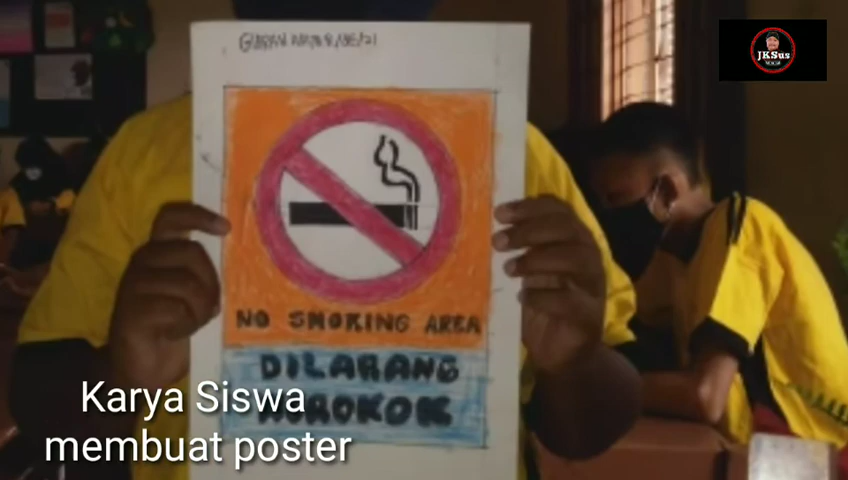 JKSus
NO SMOKING AREA
DILARANG
MEROKOK
Karya Siswa
membuat poster